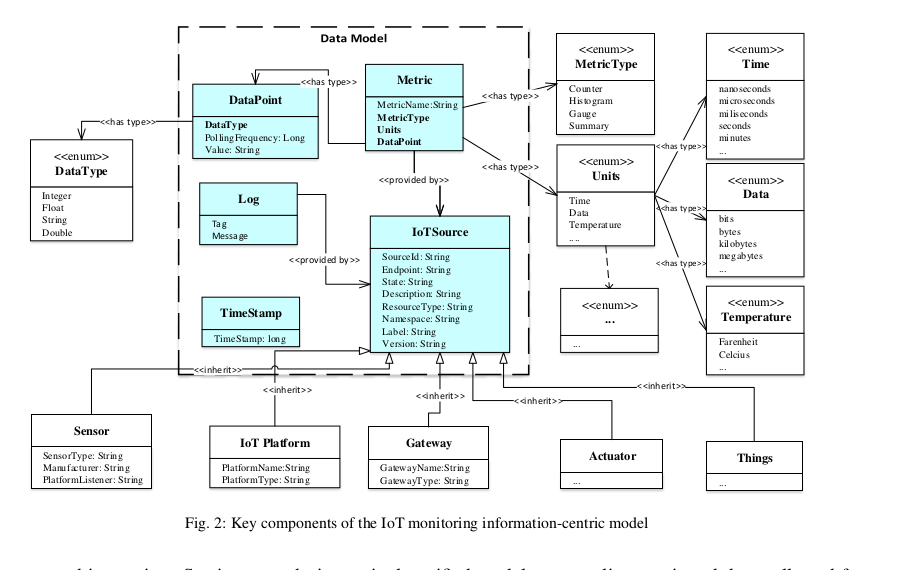 Data Model
<<enum>>
MetricType
Counter
Histogram
Gauge
Summary
<<enum>>
Time
nanoseconds
microseconds
miliseconds
seconds
minutes
...
<<has type>>
Metric
MetricName:String
MetricType
Units
DataPoint
<<has type>>
DataPoint
DataType
PollingFrequency: Long
Value: String
<<has type>>
<<enum>>
DataType
Integer
Float
String
Double
<<has type>>
<<enum>>
Units
Time
Data
Temperature
....
<<has type>>
<<has type>>
<<has type>>
<<enum>>
Data
bits
bytes
kilobytes
megabytes
...
<<provided by>>
Log
Tag
Message
<<provided by>>
IoTSource
SourceId: String
Endpoint: String
State: String
Description: String
ResourceType: String
Namespace: String
Label: String
Version: String
TimeStamp
TimeStamp: long
<<enum>>
...
...
<<enum>>
Temperature
Farenheit
Celcius
...
<<inherit>>
<<inherit>>
<<inherit>>
<<inherit>>
<<inherit>>
Sensor
SensorType: String
Manufacturer: String
PlatformListener: String
IoT Platform
PlatformName:String
PlatformType: String
Gateway
GatewayName:String
GatewayType: String
Actuator
...
Things
...
Fig. 2: Key components of the IoT monitoring information-centric model